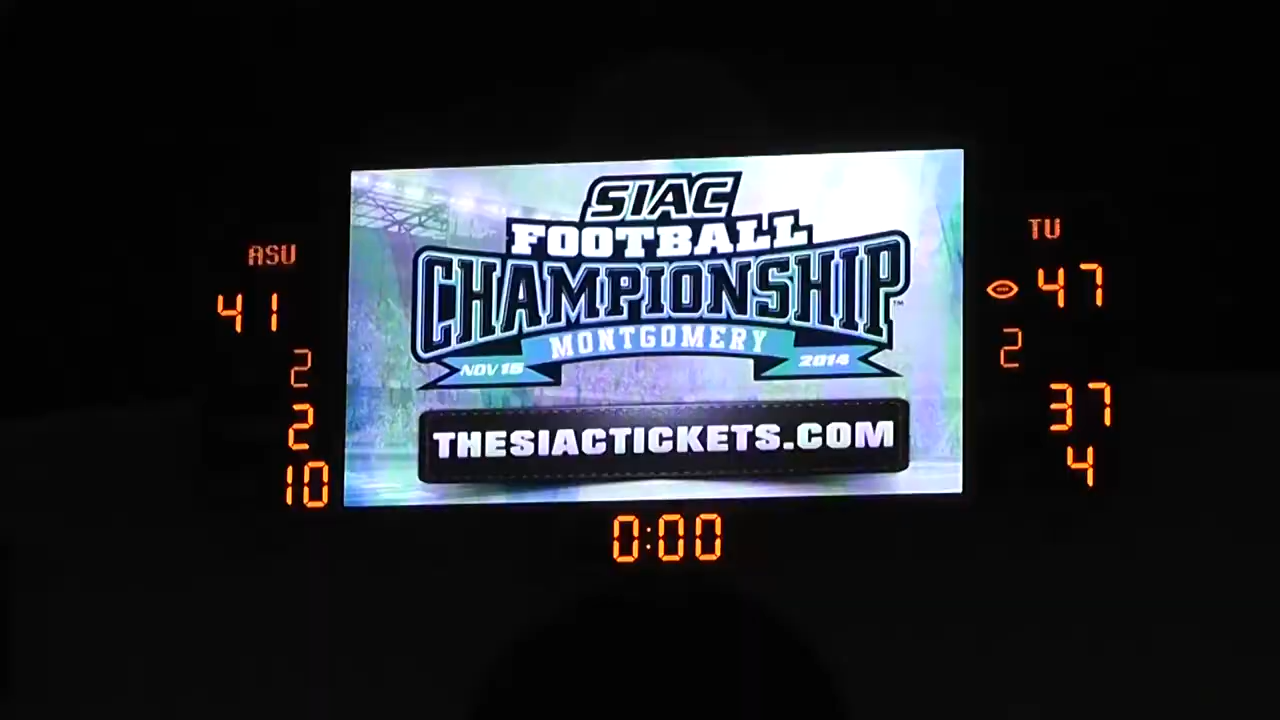 SIAC
FOOTBALL
CHAMPIONSHIP™
MONTGOMERY
NOV 15 2014
THESIACTICKETS.COM
ASU
41
2
2
10
TU
47
2
37
4
0:00